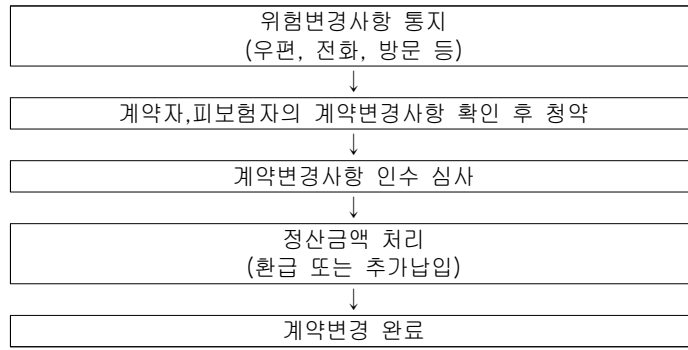 위험변경사항 통지
(우편, 전화, 방문 등)
↓
계약자,피보험자의 계약변경사항 확인 후 청약
↓
계약변경사항 인수 심사
↓
정산금액 처리
(환급 또는 추가납입)
↓
계약변경 완료